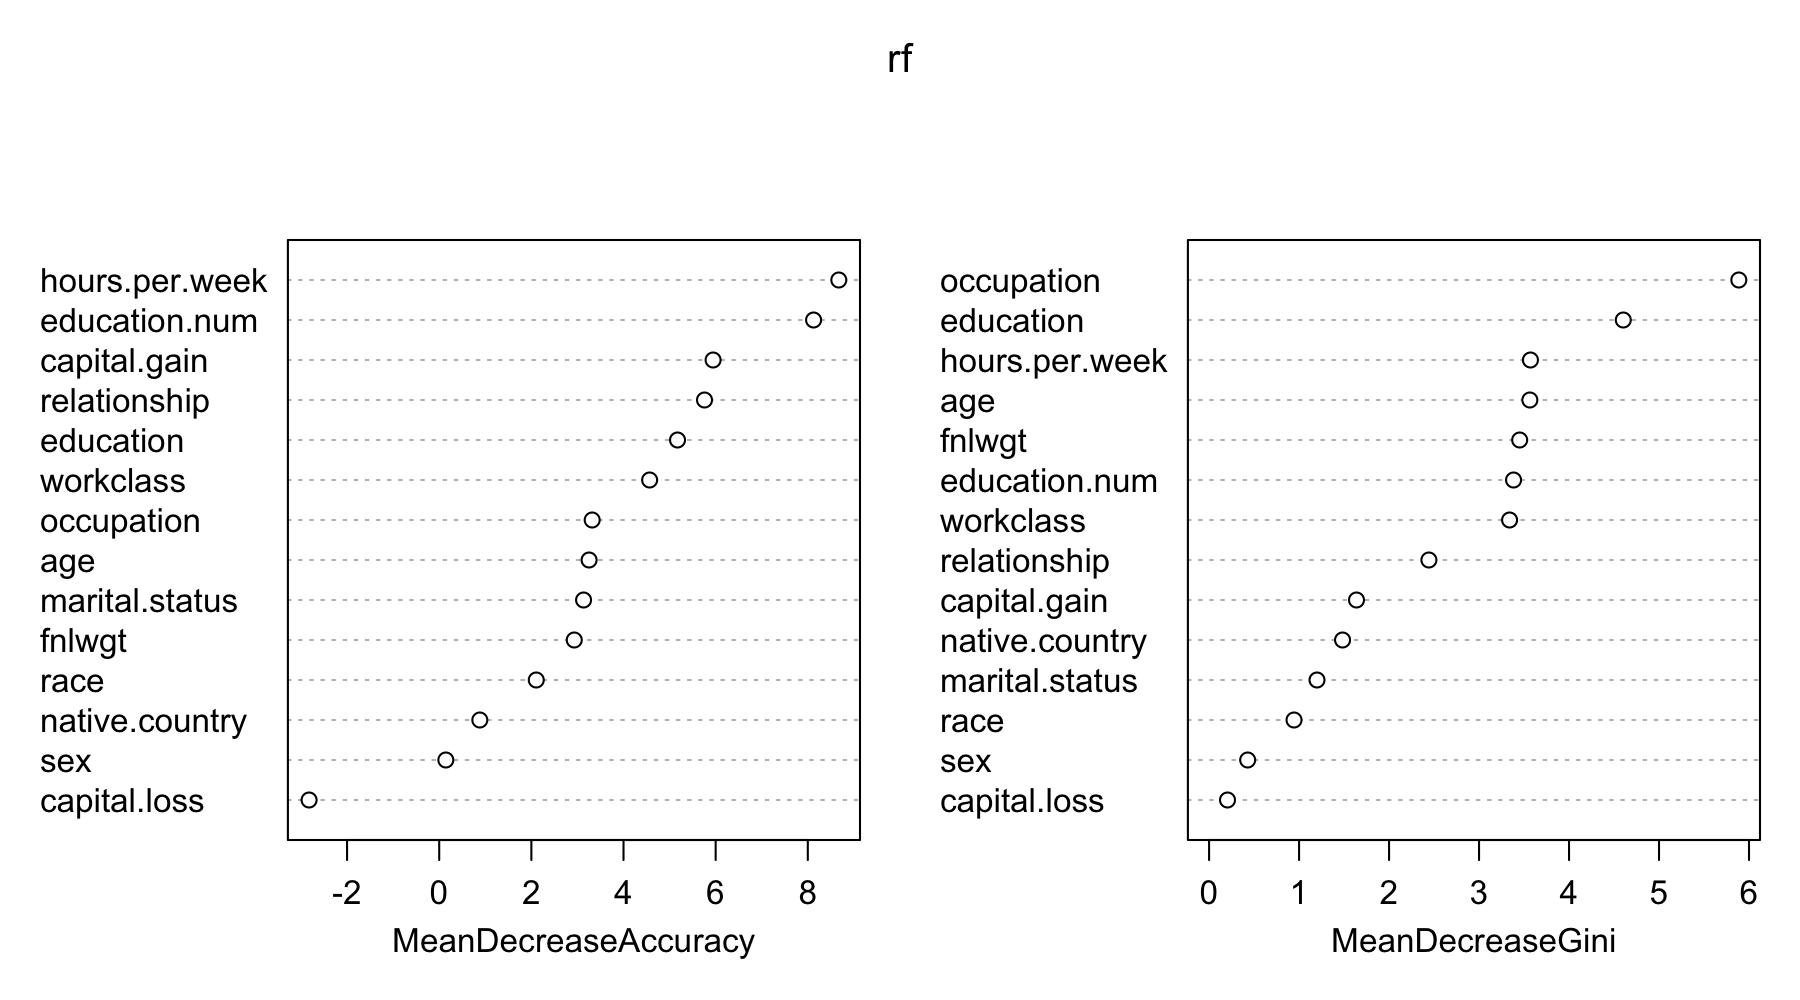 rf
hours.per.week
education.num
capital.gain
relationship
education
workclass
occupation
age
marital.status
fnlwgt
race
native.country
sex
capital.loss
-2 0 2 4 6 8
MeanDecreaseAccuracy
occupation
education
hours.per.week
age
fnlwgt
education.num
workclass
relationship
capital.gain
native.country
marital.status
race
sex
capital.loss
0 1 2 3 4 5 6
MeanDecreaseGini